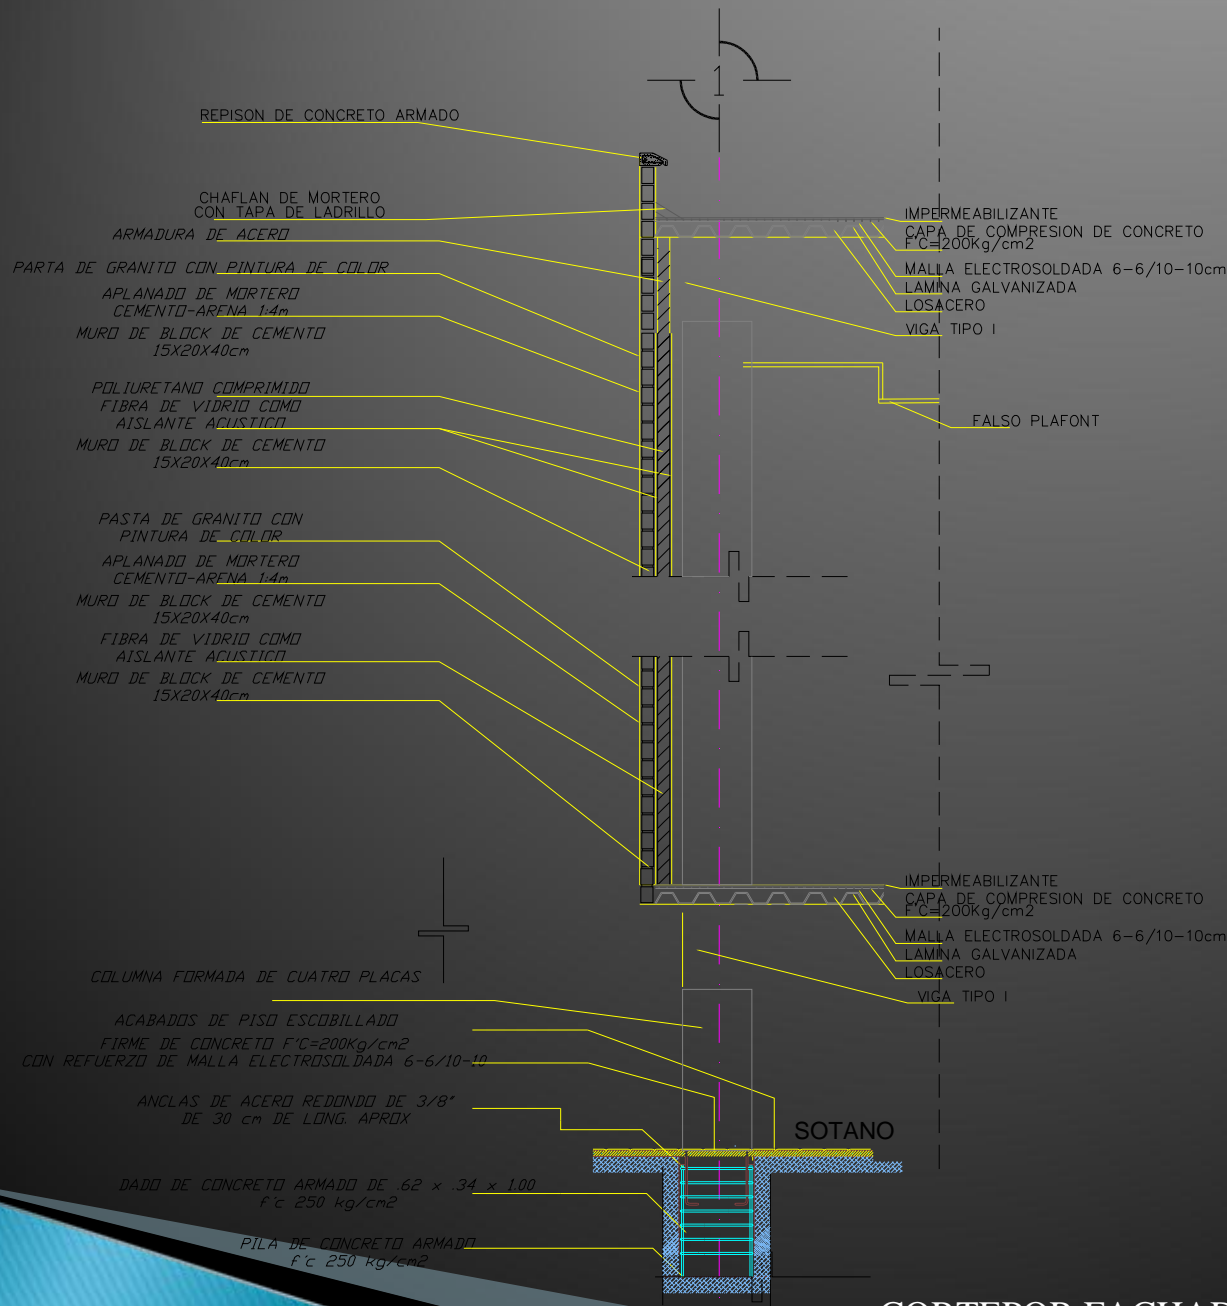 1
REPISON DE CONCRETO ARMADO
CHAFLAN DE MORTERO
CON TAPA DE LADRILLO
ARMADURA DE ACERO
PARTA DE GRANITO CON PINTURA DE COLOR
APLANADO DE MORTERO
CEMENTO-ARENA 1:4m
MURO DE BLOCK DE CEMENTO
15X20X40cm
POLIURETANO COMPRIMIDO
FIBRA DE VIDRIO COMO
AISLANTE ACUSTICO
MURO DE BLOCK DE CEMENTO
15X20X40cm
PASTA DE GRANITO CON
PINTURA DE COLOR
APLANADO DE MORTERO
CEMENTO-ARENA 1:4m
MURO DE BLOCK DE CEMENTO
15X20X40cm
FIBRA DE VIDRIO COMO
AISLANTE ACUSTICO
MURO DE BLOCK DE CEMENTO
15X20X40cm
IMPERMEABILIZANTE
CAPA DE COMPRESION DE CONCRETO
F'C=200Kg/cm2
MALLA ELECTROSOLDADA 6-6/10-10cm
LAMINA GALVANIZADA
LOSACERO
VIGA TIPO I
FALSO PLAFONT
IMPERMEABILIZANTE
CAPA DE COMPRESION DE CONCRETO
F'C=200Kg/cm2
MALLA ELECTROSOLDADA 6-6/10-10cm
LAMINA GALVANIZADA
LOSACERO
VIGA TIPO I
COLUMNA FORMADA DE CUATRO PLACAS
ACABADOS DE PISO ESCOBILLADO
FIRME DE CONCRETO F'C=200Kg/cm2
CON REFUERZO DE MALLA ELECTROSOLDADA 6-6/10-10
ANCLAS DE ACERO REDONDO DE 3/8"
DE 30 cm DE LONG. APROX
SOTANO
DADO DE CONCRETO ARMADO DE .62 x .34 x 1.00
f'c 250 kg/cm2
PILA DE CONCRETO ARMADO
f'c 250 kg/cm2